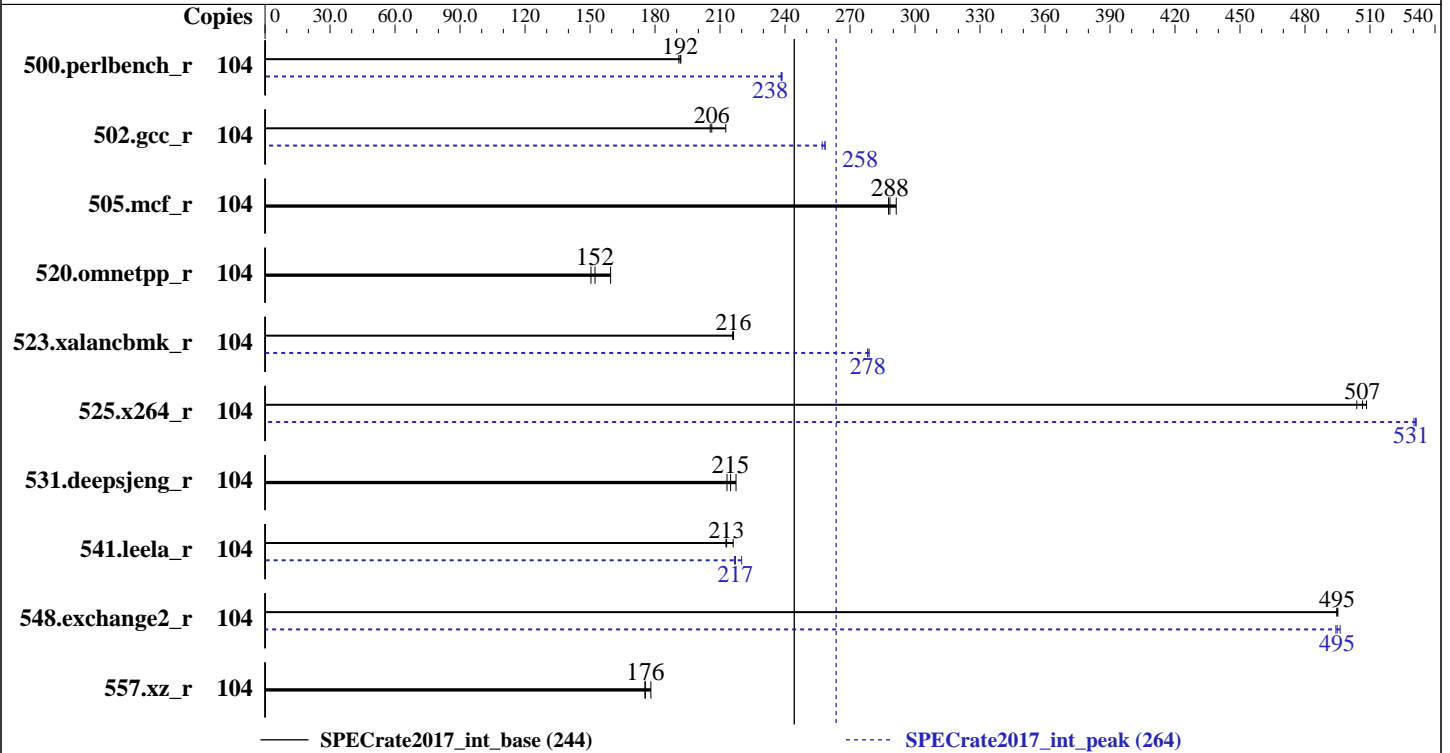 Copies 0 30.0 60.0 90.0 120 150 180 210 240 270 300 330 360 390 420 450 480 510 540
192
500.perlbench_r 104
238
206
502.gcc_r 104
258
288
505.mcf_r 104
152
520.omnetpp_r 104
216
523.xalancbmk_r 104
278
507
525.x264_r 104
531
215
531.deepsjeng_r 104
213
541.leela_r 104
217
495
548.exchange2_r 104
495
176
557.xz_r 104
SPECrate2017_int_base (244) SPECrate2017_int_peak (264)